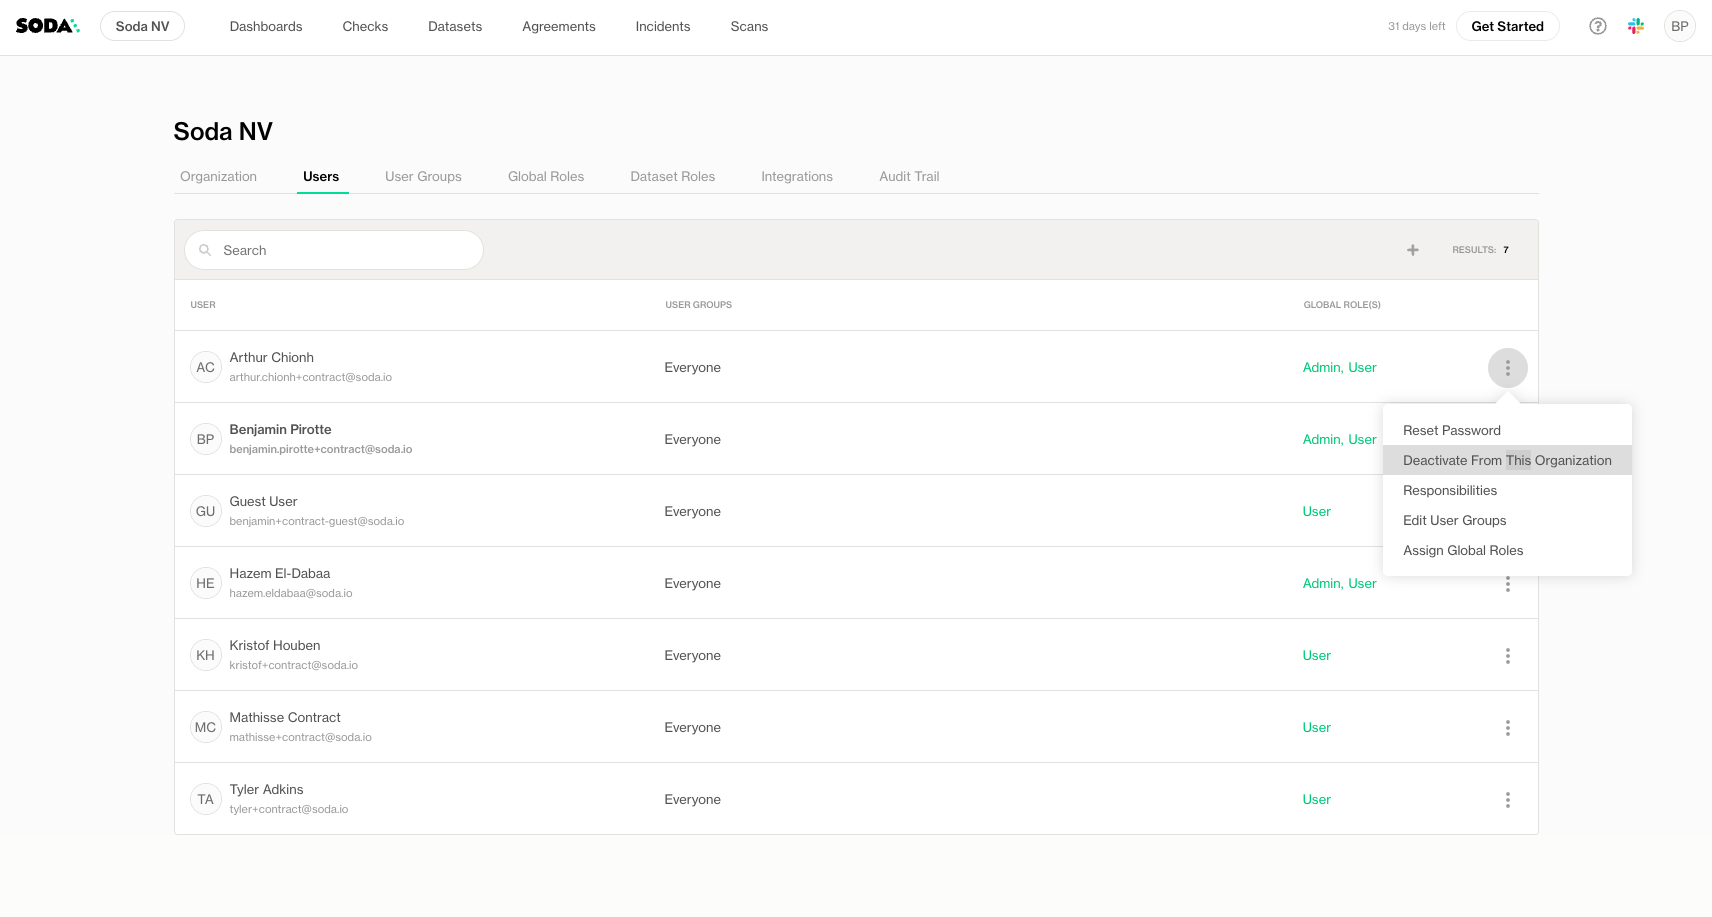 SODA
Soda NV
Dashboards
Checks
Datasets
Agreements
Incidents
Scans
31 days left
Get Started
BP
Soda NV
Organization
Users
User Groups
Global Roles
Dataset Roles
Integrations
Audit Trail
Search
RESULTS: 7
USER
USER GROUPS
GLOBAL ROLE(S)
AC
Arthur Chionh
arthur.chionh+contract@soda.io
Everyone
Admin, User
BP
Benjamin Pirotte
benjamin.pirotte+contract@soda.io
Everyone
Admin, User
Reset Password
Deactivate From This Organization
Responsibilities
Edit User Groups
Assign Global Roles
GU
Guest User
benjamin+contract-guest@soda.io
Everyone
User
HE
Hazem El-Dabaa
hazem.eldabaa@soda.io
Everyone
Admin, User
KH
Kristof Houben
kristof+contract@soda.io
Everyone
User
MC
Mathisse Contract
mathisse+contract@soda.io
Everyone
User
TA
Tyler Adkins
tyler+contract@soda.io
Everyone
User